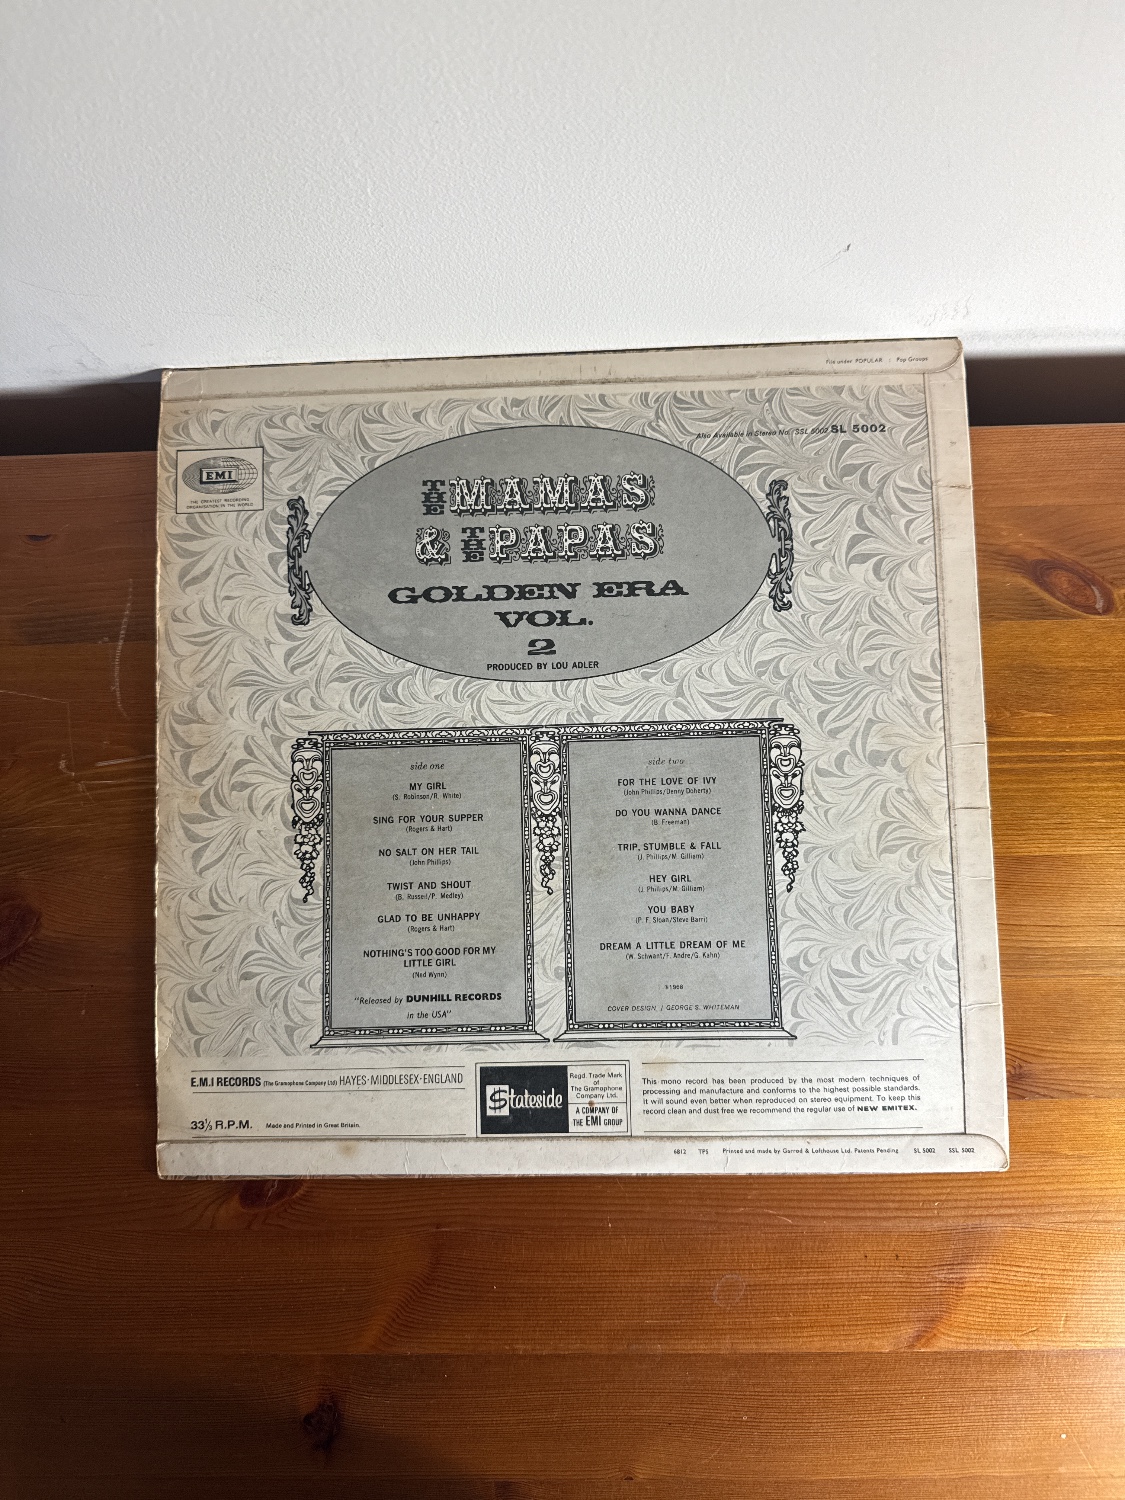 File under POPULAR : Pop Groups
Also Available in Stereo No. SSL 5002 SL 5002
EMI
THE GREATEST RECORDING
ORGANISATION IN THE WORLD
THE MAMAS
& THE PAPAS
GOLDEN ERA
VOL.
2
PRODUCED BY LOU ADLER
side one
MY GIRL
(S. Robinson/R. White)
SING FOR YOUR SUPPER
(Rogers & Hart)
NO SALT ON HER TAIL
(John Phillips)
TWIST AND SHOUT
(B. Russell/P. Medley)
GLAD TO BE UNHAPPY
(Rogers & Hart)
NOTHING'S TOO GOOD FOR MY
LITTLE GIRL
(Ned Wynn)
"Released by DUNHILL RECORDS
in the USA"
side two
FOR THE LOVE OF IVY
(John Phillips/Denny Doherty)
DO YOU WANNA DANCE
(B. Freeman)
TRIP, STUMBLE & FALL
(J. Phillips/M. Gilliam)
HEY GIRL
(J. Phillips/M. Gilliam)
YOU BABY
(P. F. Sloan/Steve Barri)
DREAM A LITTLE DREAM OF ME
(W. Schwant/F. Andre/G. Kahn)
1968
COVER DESIGN / GEORGE S. WHITEMAN
E.M.I RECORDS (The Gramophone Company Ltd) HAYES·MIDDLESEX·ENGLAND
33⅓ R.P.M. Made and Printed in Great Britain.
Stateside
Regd. Trade Mark
of
The Gramophone
Company Ltd.
A COMPANY OF
THE EMI GROUP
This mono record has been produced by the most modern techniques of
processing and manufacture and conforms to the highest possible standards.
It will sound even better when reproduced on stereo equipment. To keep this
record clean and dust free we recommend the regular use of NEW EMITEX.
6812 TPS Printed and made by Garrod & Lofthouse Ltd. Patents Pending SL 5002 SSL 5002